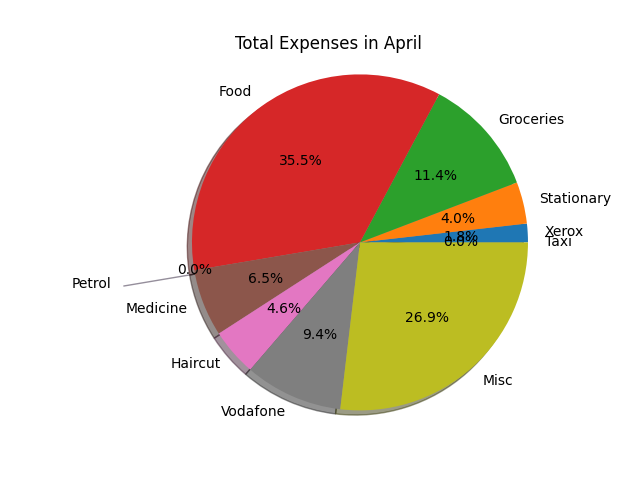 Total Expenses in April
Food
Groceries
35.5%
11.4%
Stationary
4.0%
Xerox
1.8%
Taxi
0.0%
0.0%
Petrol
6.5%
Medicine
4.6%
26.9%
9.4%
Haircut
Misc
Vodafone